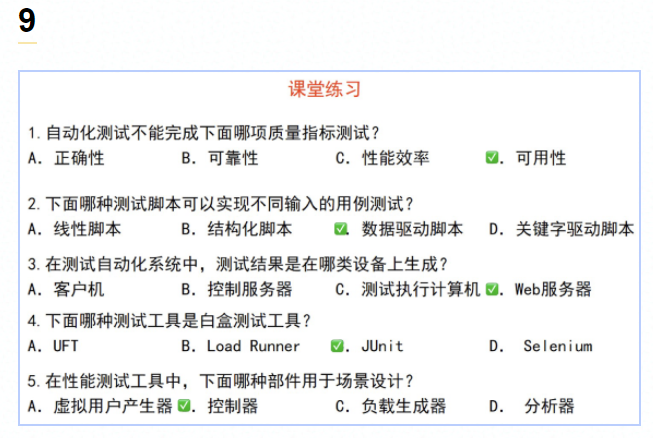 9
课堂练习
1. 自动化测试不能完成下面哪项质量指标测试？
A. 正确性 B. 可靠性 C. 性能效率 ✅. 可用性
2. 下面哪种测试脚本可以实现不同输入的用例测试？
A. 线性脚本 B. 结构化脚本 ✅. 数据驱动脚本 D. 关键字驱动脚本
3. 在测试自动化系统中，测试结果是在哪类设备上生成？
A. 客户机 B. 控制服务器 C. 测试执行计算机 ✅. Web服务器
4. 下面哪种测试工具是白盒测试工具？
A. UFT B. Load Runner ✅. JUnit D. Selenium
5. 在性能测试工具中，下面哪种部件用于场景设计？
A. 虚拟用户产生器 ✅. 控制器 C. 负载生成器 D. 分析器